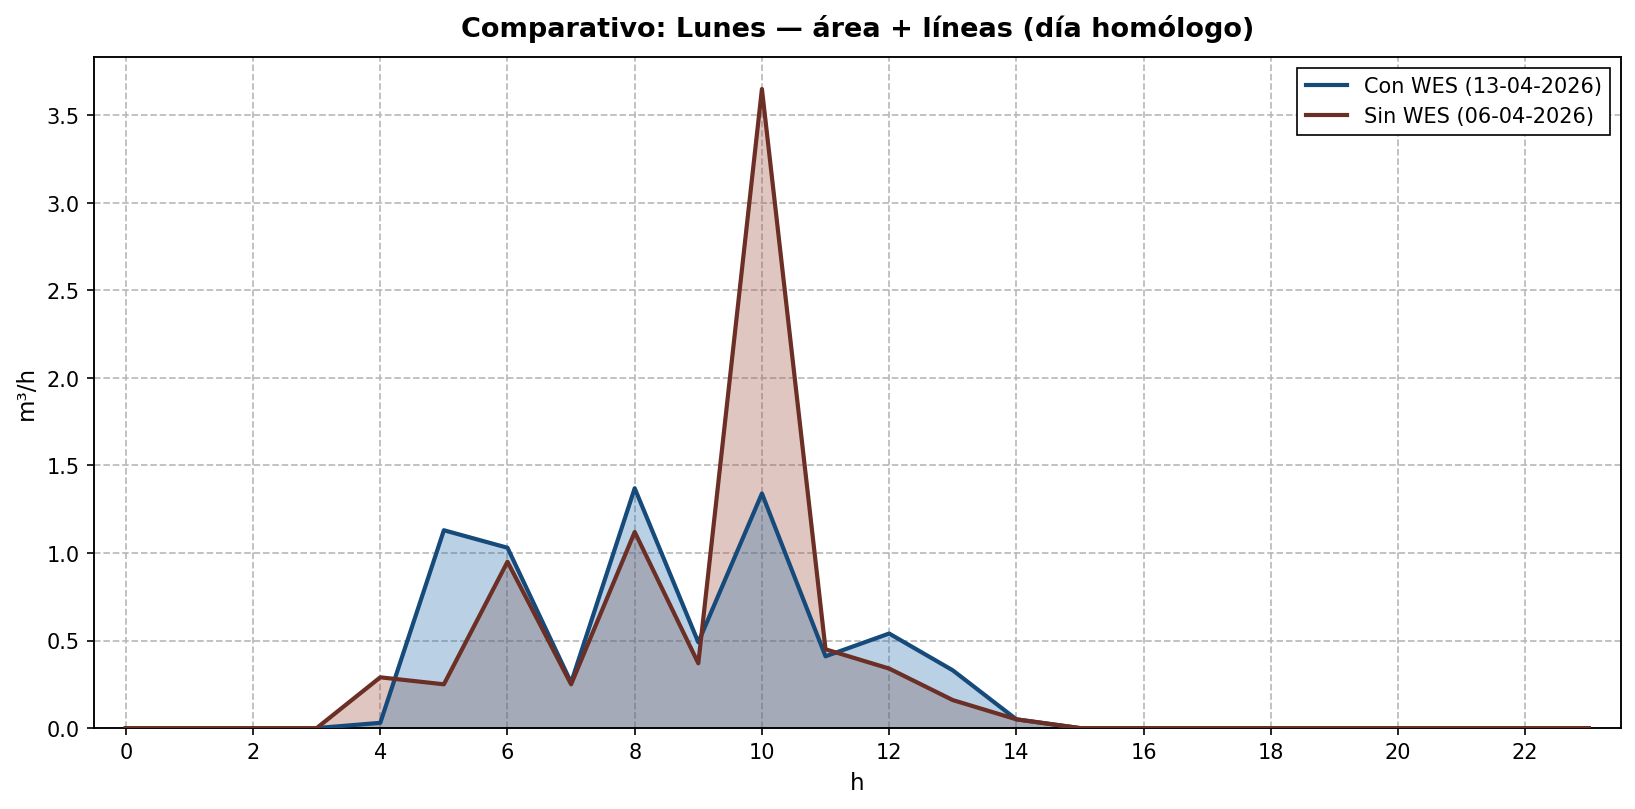 Comparativo: Lunes — área + líneas (día homólogo)
Con WES (13-04-2026)
Sin WES (06-04-2026)
3.5
3.0
2.5
2.0
1.5
1.0
0.5
0.0
m³/h
0 2 4 6 8 10 12 14 16 18 20 22
h